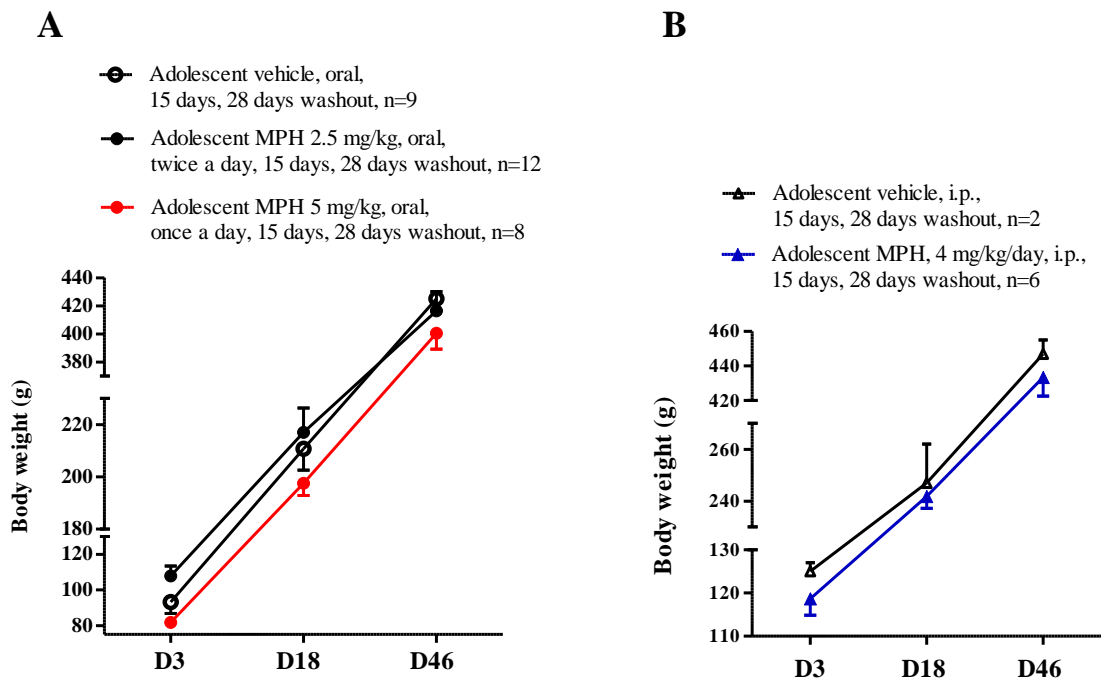 A
Adolescent vehicle, oral,
15 days, 28 days washout, n=9
Adolescent MPH 2.5 mg/kg, oral,
twice a day, 15 days, 28 days washout, n=12
Adolescent MPH 5 mg/kg, oral,
once a day, 15 days, 28 days washout, n=8
Body weight (g)
440
420
400
380
220
200
180
120
100
80
D3 D18 D46
B
Adolescent vehicle, i.p.,
15 days, 28 days washout, n=2
Adolescent MPH, 4 mg/kg/day, i.p.,
15 days, 28 days washout, n=6
Body weight (g)
460
440
420
260
240
130
120
110
D3 D18 D46